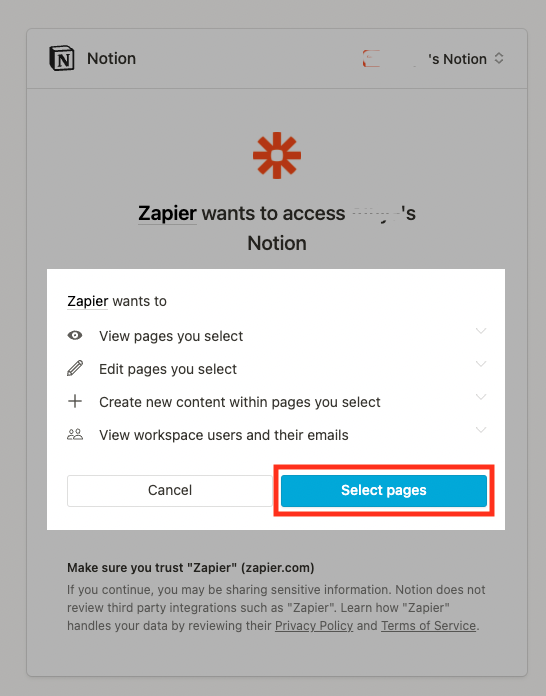 Notion
's Notion
Zapier wants to access 's
Notion
Zapier wants to
View pages you select
Edit pages you select
Create new content within pages you select
View workspace users and their emails
Cancel
Select pages
Make sure you trust "Zapier" (zapier.com)
If you continue, you may be sharing sensitive information. Notion does not
review third party integrations such as "Zapier". Learn how "Zapier"
handles your data by reviewing their Privacy Policy and Terms of Service.